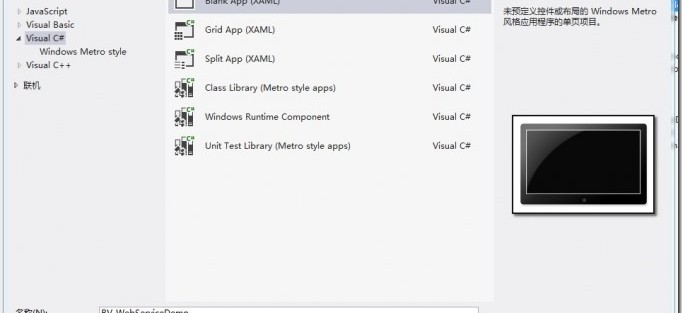 JavaScript
Visual Basic
Visual C#
Windows Metro style
Visual C++
联机
Blank App (XAML) Visual C#
Grid App (XAML) Visual C#
Split App (XAML) Visual C#
Class Library (Metro style apps) Visual C#
Windows Runtime Component Visual C#
Unit Test Library (Metro style apps) Visual C#
未预定义控件或布局的 Windows Metro
风格应用程序的单页项目。
名称(N): BV_WebServiceDemo